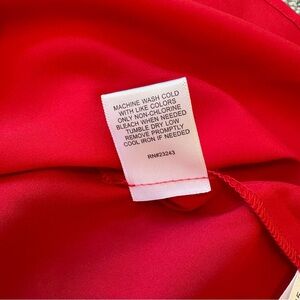 MACHINE WASH COLD
WITH LIKE COLORS
ONLY NON-CHLORINE
BLEACH WHEN NEEDED
TUMBLE DRY LOW
REMOVE PROMPTLY
COOL IRON IF NEEDED
RN#23243